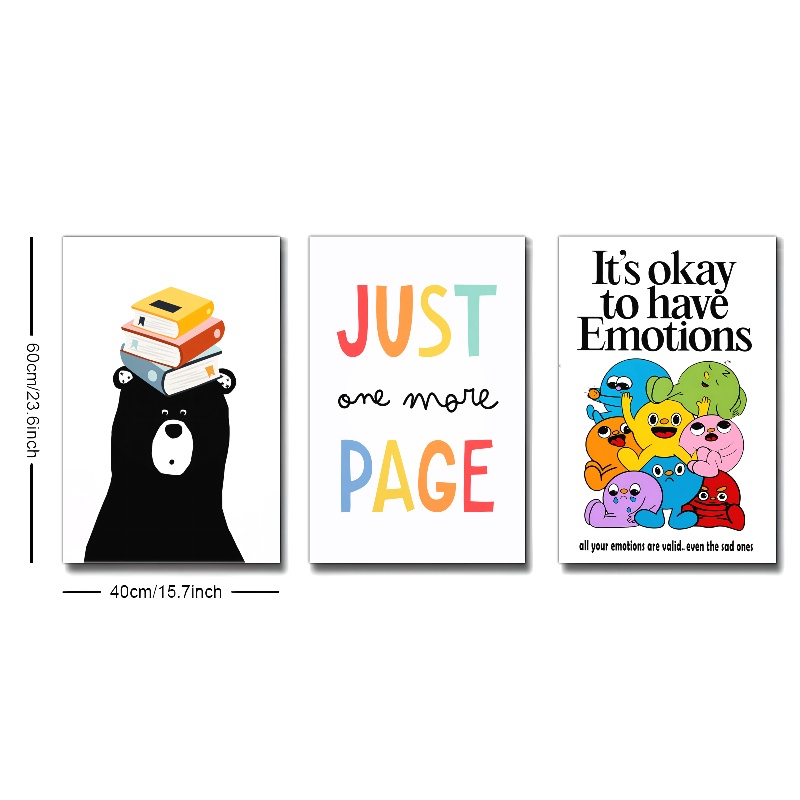 60cm/23.6inch
40cm/15.7inch
JUST
one more
PAGE
It's okay
to have
Emotions
all your emotions are valid.. even the sad ones